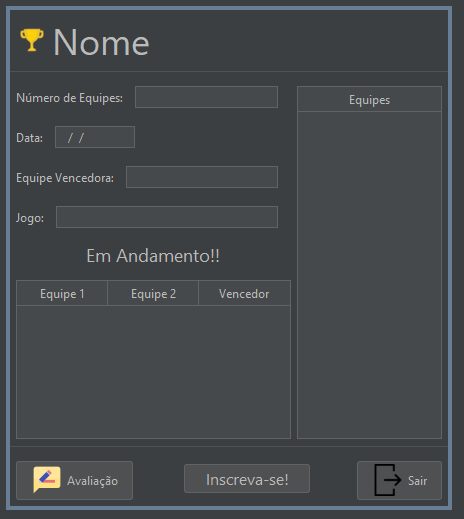 Nome
Número de Equipes:
Data: / /
Equipe Vencedora:
Jogo:
Em Andamento!!
Equipe 1 Equipe 2 Vencedor
Equipes
Avaliação
Inscreva-se!
Sair